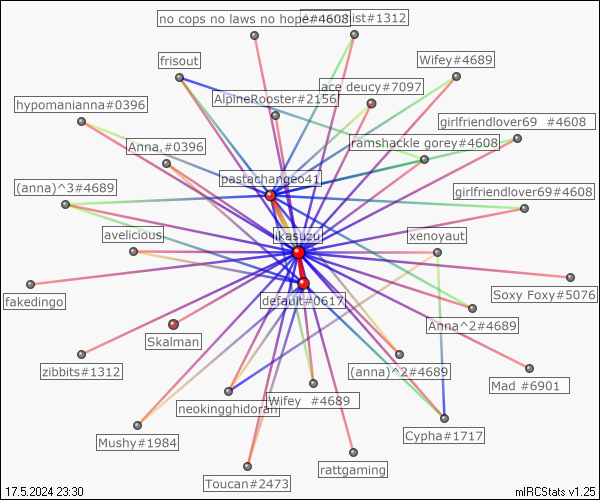 no cops no laws no hope#4608
ist#1312
frisout
Wifey#4689
ace deucy#7097
AlpineRooster#2156
hypomanianna#0396
girlfriendlover69  #4608
Anna.#0396
ramshackle gorey#4608
pastachangeo41
(anna)^3#4689
girlfriendlover69#4608
avelicious
ikasuzu
xenoyaut
fakedingo
default#0617
Soxy Foxy#5076
Anna^2#4689
Skalman
zibbits#1312
(anna)^2#4689
Mad #6901
neokingghidorah
Wifey  #4689
Mushy#1984
Cypha#1717
Toucan#2473
rattgaming
17.5.2024 23:30
mIRCStats v1.25